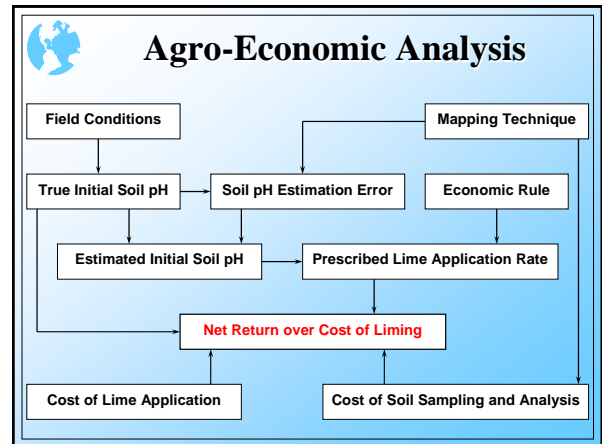 Agro-Economic Analysis
Field Conditions
Mapping Technique
True Initial Soil pH
Soil pH Estimation Error
Economic Rule
Estimated Initial Soil pH
Prescribed Lime Application Rate
Net Return over Cost of Liming
Cost of Lime Application
Cost of Soil Sampling and Analysis